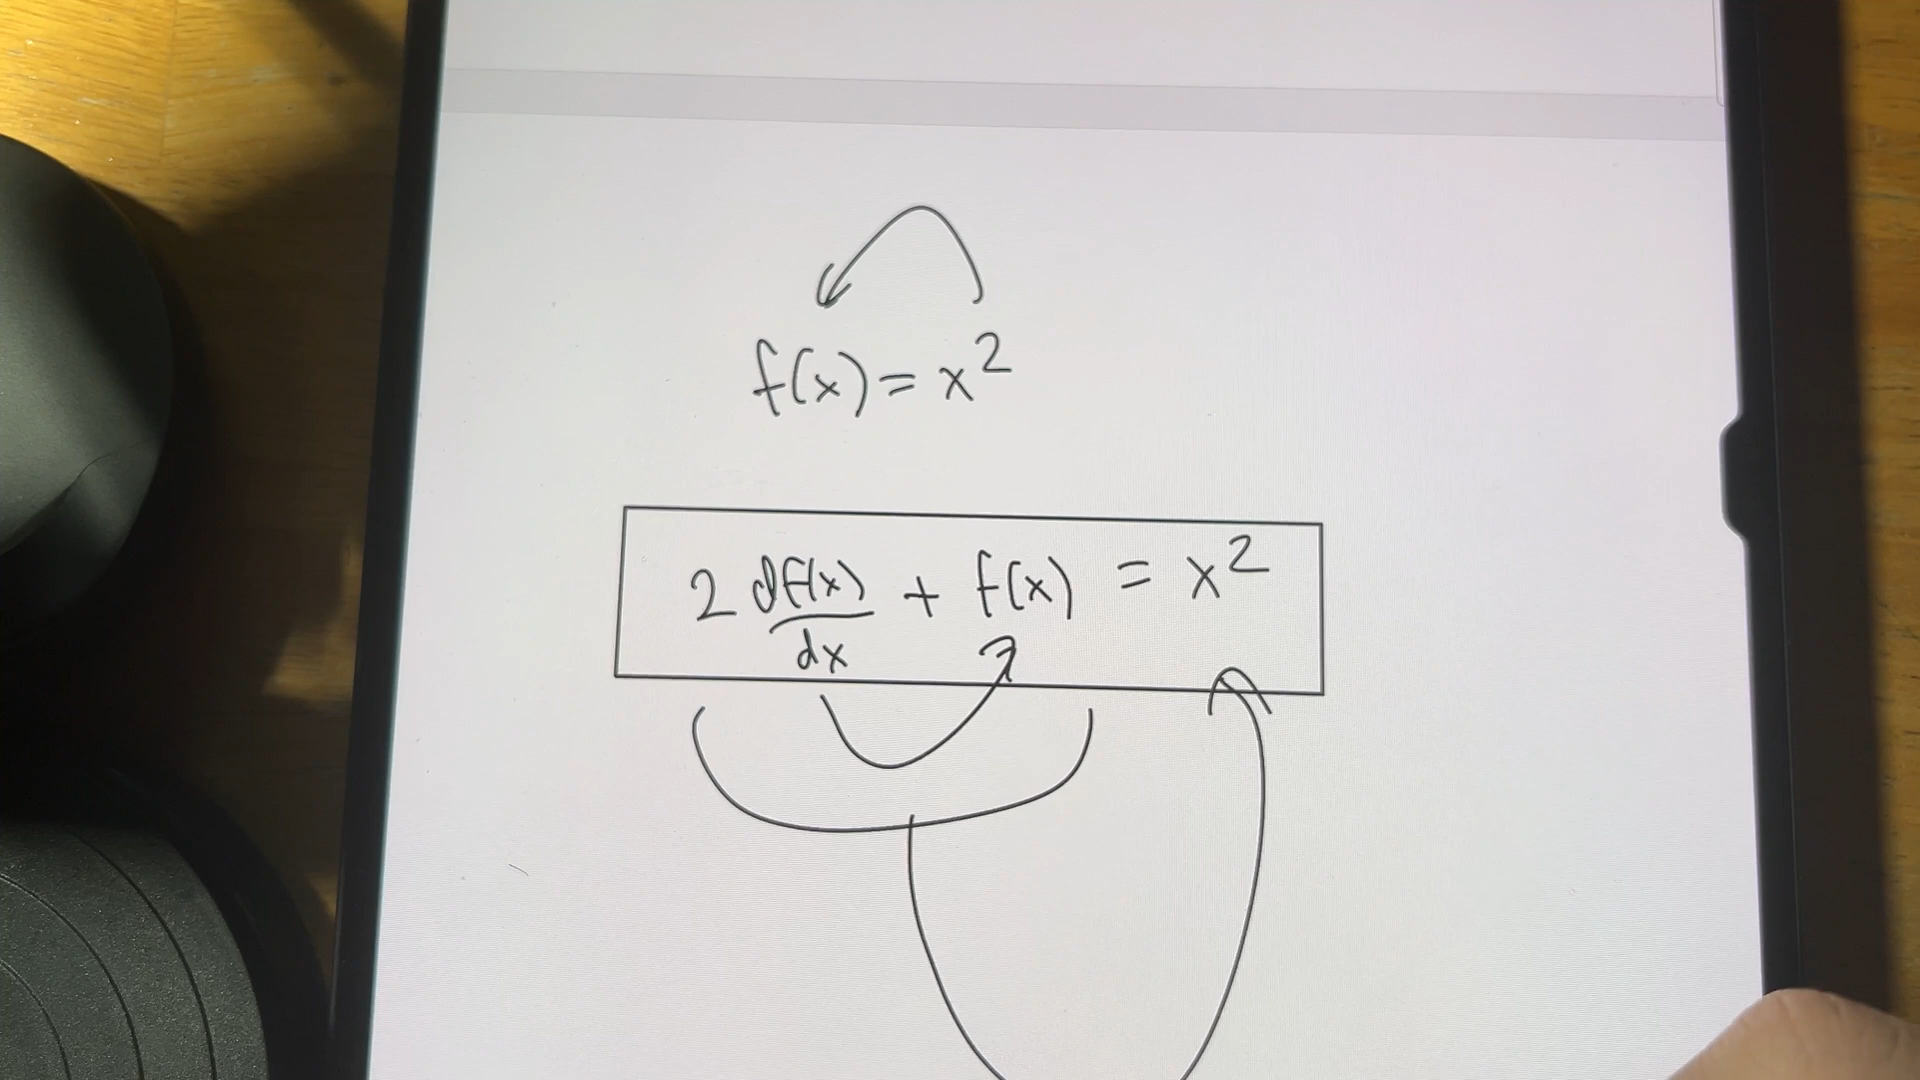 f(x) = x²
2 df(x)/dx + f(x) = x²